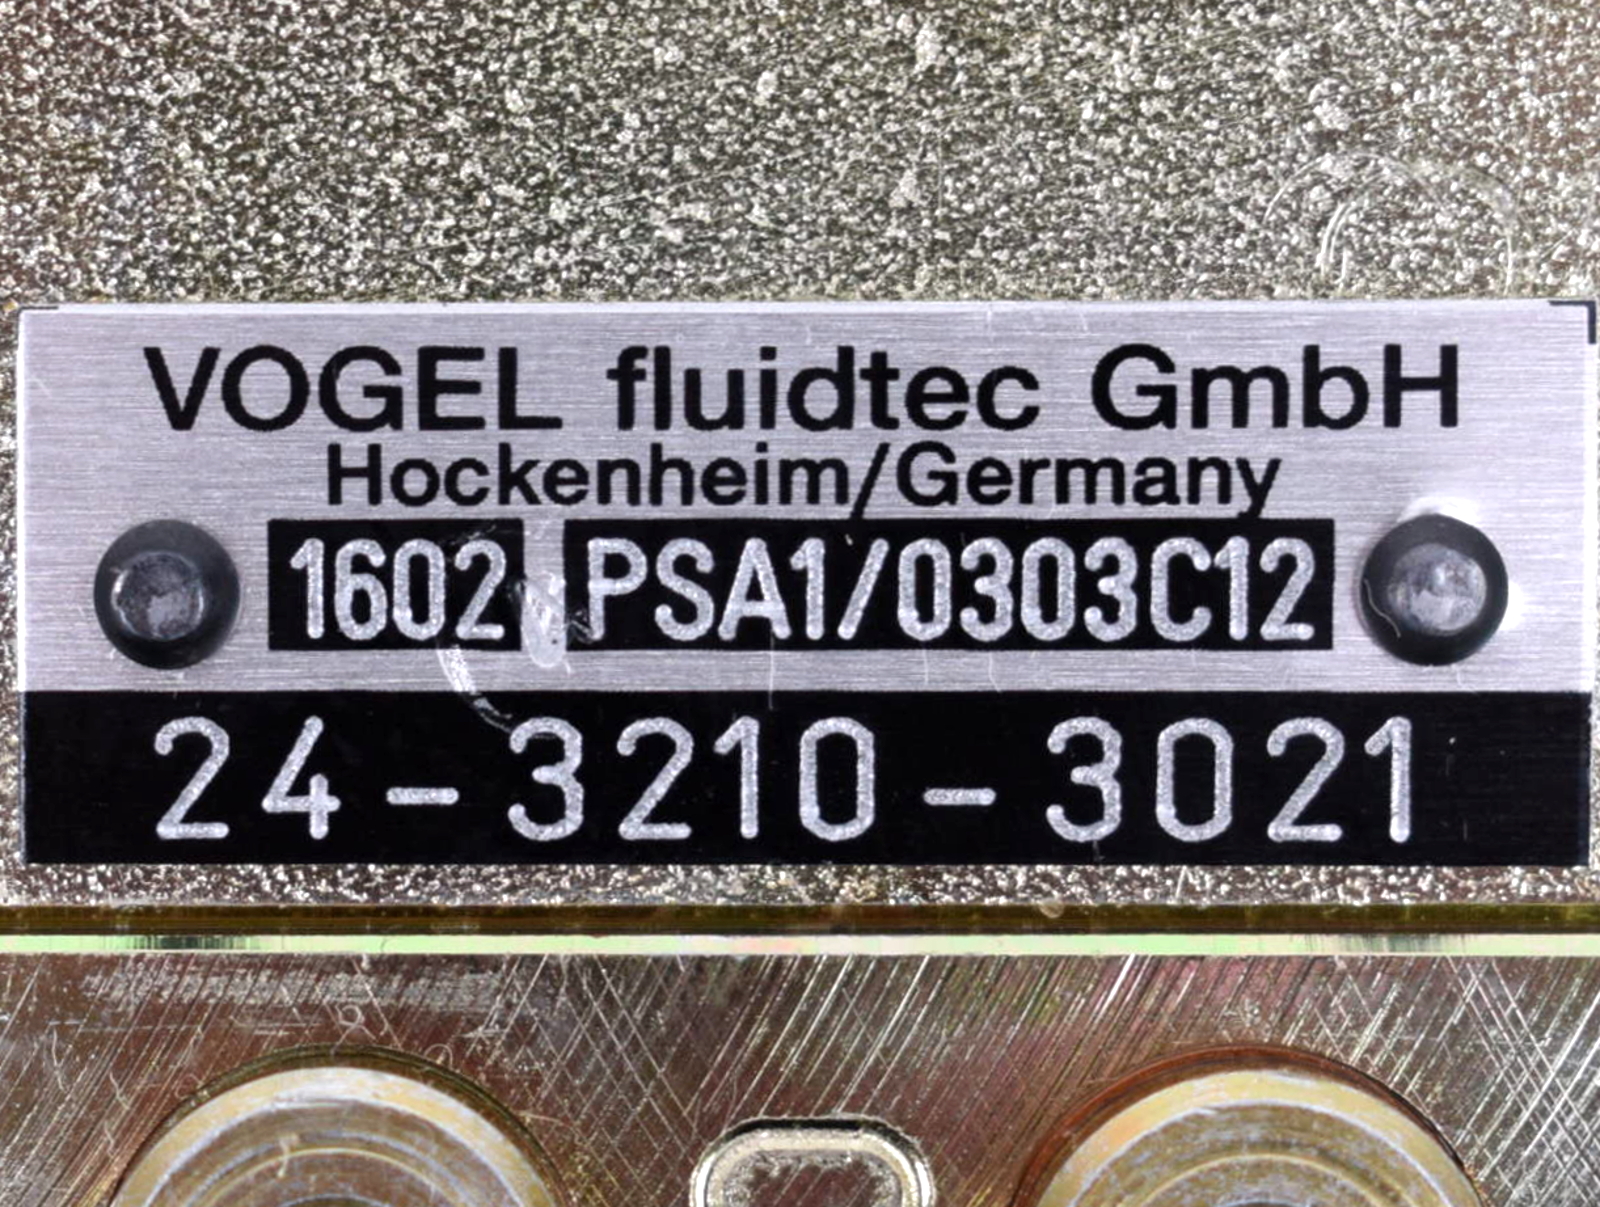 VOGEL fluidtec GmbH
Hockenheim/Germany
1602 PSA1/0303C12
24-3210-3021